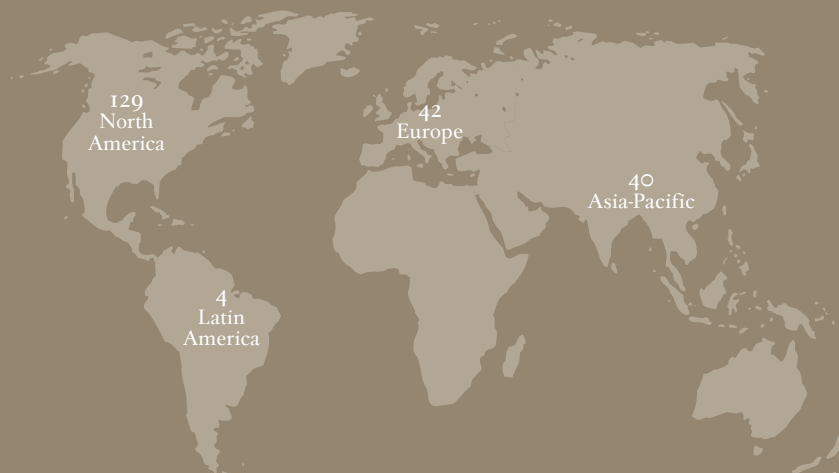 129
North
America
42
Europe
40
Asia-Pacific
4
Latin
America